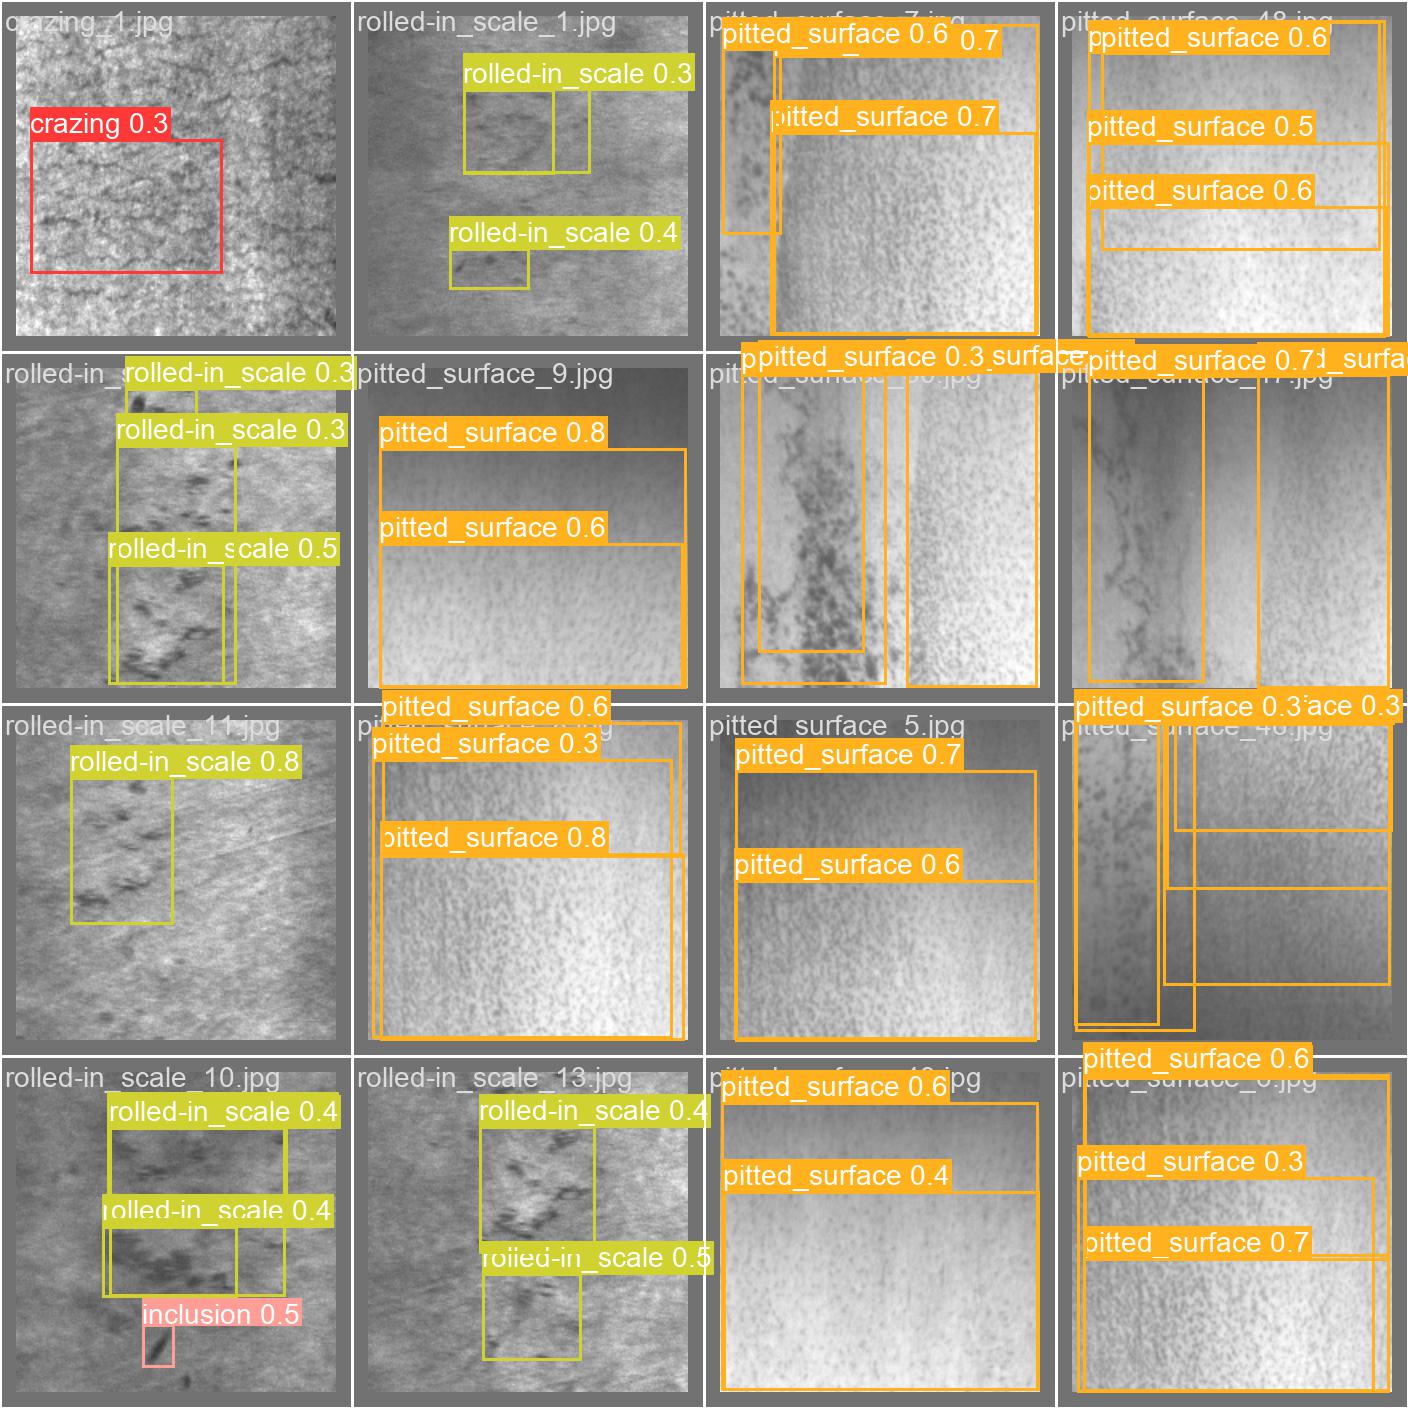 crazing_1.jpg
crazing 0.3
rolled-in_scale_1.jpg
rolled-in_scale 0.3
rolled-in_scale 0.4
pitted_surface 0.6
0.7
pitted_surface 0.7
pitted_surface 0.6
pitted_surface 0.5
pitted_surface 0.6
rolled-in_scale 0.3
rolled-in_scale 0.3
rolled-in_scale 0.5
pitted_surface_9.jpg
pitted_surface 0.8
pitted_surface 0.6
pitted_surface 0.3
surface
pitted_surface 0.7
rolled-in_scale_11.jpg
rolled-in_scale 0.8
pitted_surface 0.6
pitted_surface 0.3
pitted_surface 0.8
pitted_surface_5.jpg
pitted_surface 0.7
pitted_surface 0.6
pitted_surface 0.3
0.3
rolled-in_scale_10.jpg
rolled-in_scale 0.4
rolled-in_scale 0.4
inclusion 0.5
rolled-in_scale_13.jpg
rolled-in_scale 0.4
rolled-in_scale 0.5
pitted_surface 0.6
pitted_surface 0.4
pitted_surface 0.6
pitted_surface 0.3
pitted_surface 0.7